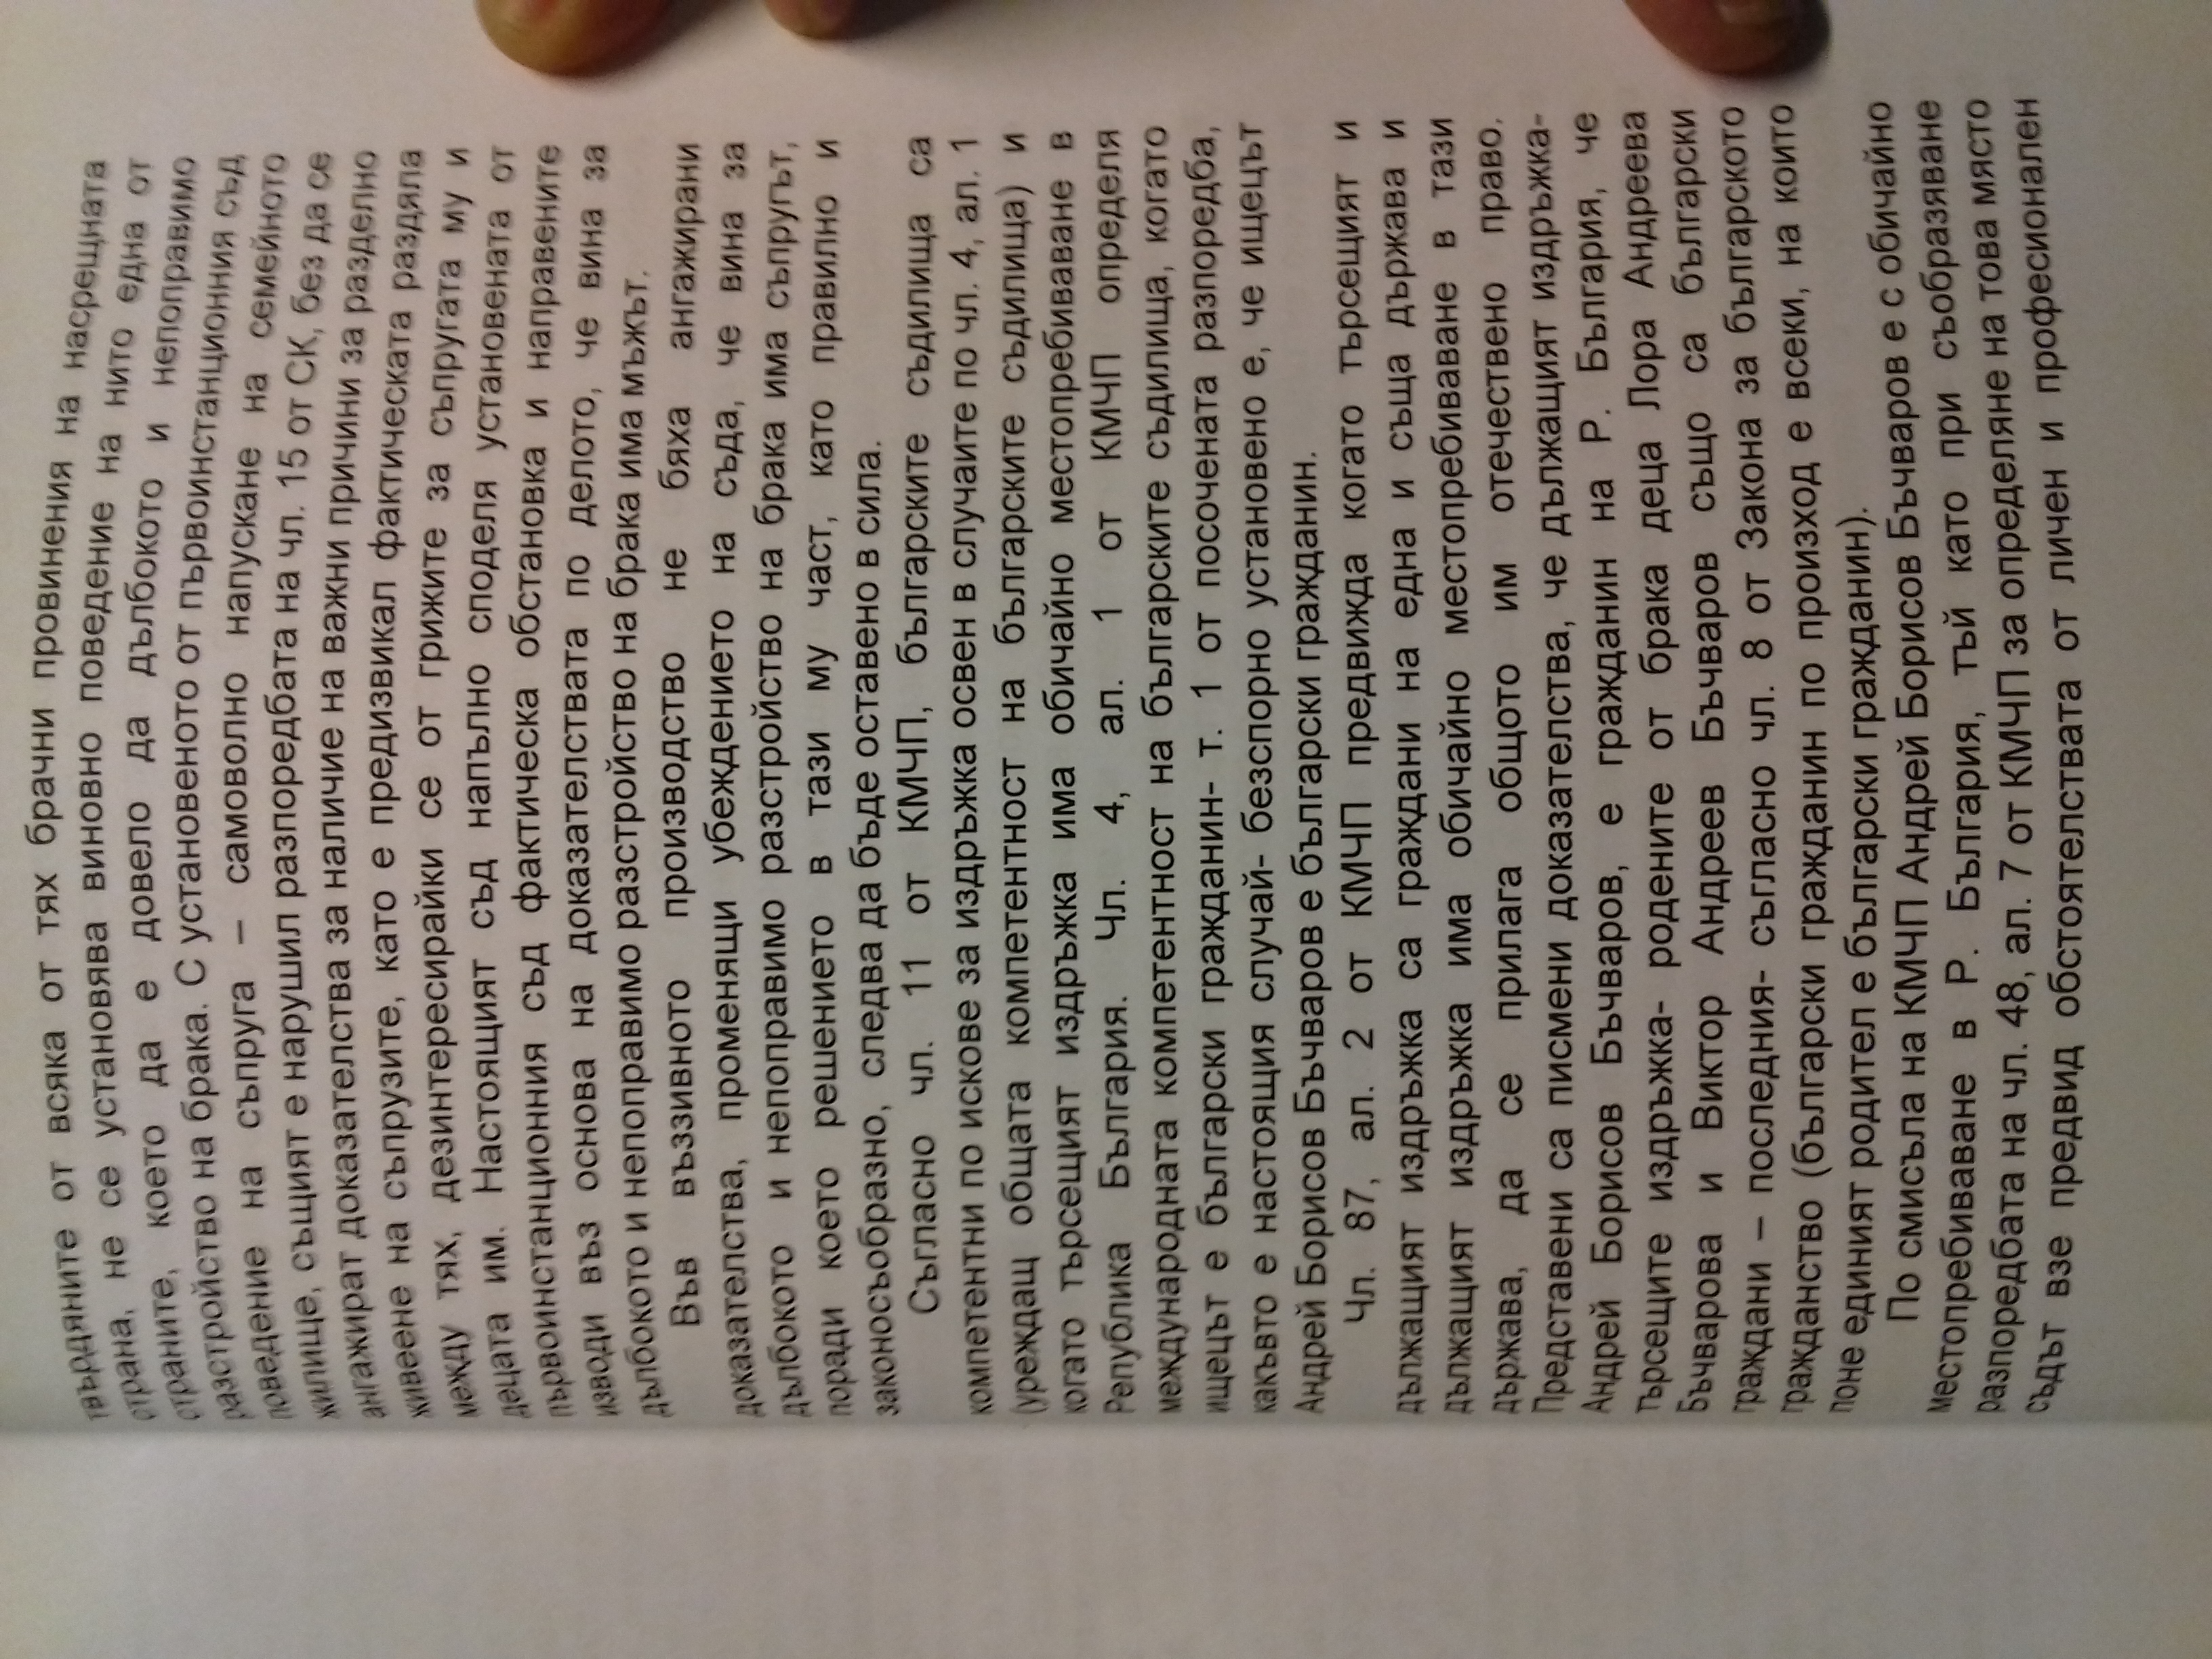 твърдяните от всяка от тях брачни провинения на насрещната
страна, не се установява виновно поведение на нито една от
страните, което да е довело да дълбокото и непоправимо
разстройство на брака. С установеното от първоинстанционния съд
поведение на съпруга – самоволно напускане на семейното
жилище, същият е нарушил разпоредбата на чл. 15 от СК, без да се
ангажират доказателства за наличие на важни причини за разделно
живеене на съпрузите, като е предизвикал фактическата раздяла
между тях, дезинтересирайки се от грижите за съпругата му и
децата им. Настоящият съд напълно споделя установената от
първоинстанционния съд фактическа обстановка и направените
изводи въз основа на доказателствата по делото, че вина за
дълбокото и непоправимо разстройство на брака има мъжът.
Във въззивното производство не бяха ангажирани
доказателства, променящи убеждението на съда, че вина за
дълбокото и непоправимо разстройство на брака има съпругът,
поради което решението в тази му част, като правилно и
законосъобразно, следва да бъде оставено в сила.
Съгласно чл. 11 от КМЧП, българските съдилища са
компетентни по искове за издръжка освен в случаите по чл. 4, ал. 1
(уреждащ общата компетентност на българските съдилища) и
когато търсещият издръжка има обичайно местопребиваване в
Република България. Чл. 4, ал. 1 от КМЧП определя
международната компетентност на българските съдилища, когато
ищецът е български гражданин- т. 1 от посочената разпоредба,
какъвто е настоящия случай- безспорно установено е, че ищецът
Андрей Борисов Бъчваров е български гражданин.
Чл. 87, ал. 2 от КМЧП предвижда когато търсещият и
дължащият издръжка са граждани на една и съща държава и
дължащият издръжка има обичайно местопребиваване в тази
държава, да се прилага общото им отечествено право.
Представени са писмени доказателства, че дължащият издръжка-
Андрей Борисов Бъчваров, е гражданин на Р. България, че
търсещите издръжка- родените от брака деца Лора Андреева
Бъчварова и Виктор Андреев Бъчваров също са български
граждани – последния- съгласно чл. 8 от Закона за българското
гражданство (български гражданин по произход е всеки, на които
поне единият родител е български гражданин).
По смисъла на КМЧП Андрей Борисов Бъчваров е с обичайно
местопребиваване в Р. България, тъй като при съобразяване
разпоредбата на чл. 48, ал. 7 от КМЧП за определяне на това място
съдът взе предвид обстоятелствата от личен и професионален